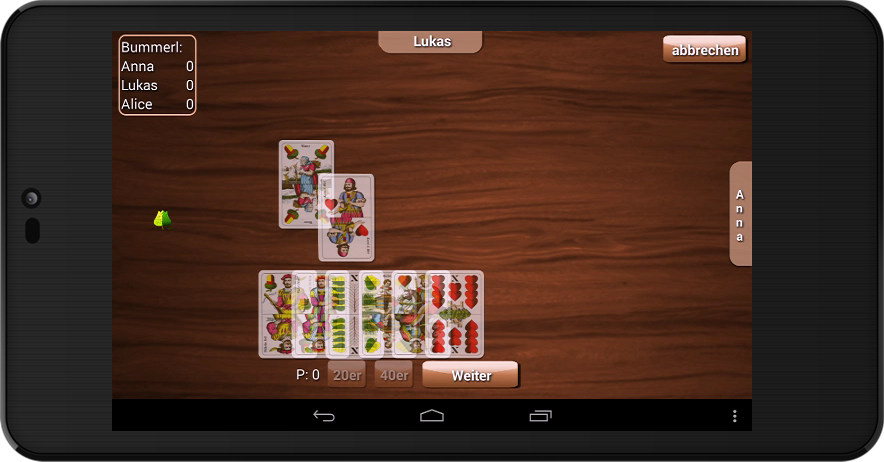 Bummerl:
Anna 0
Lukas 0
Alice 0
Lukas
abbrechen
Anna
X
X
X
X
P: 0
20er
40er
Weiter